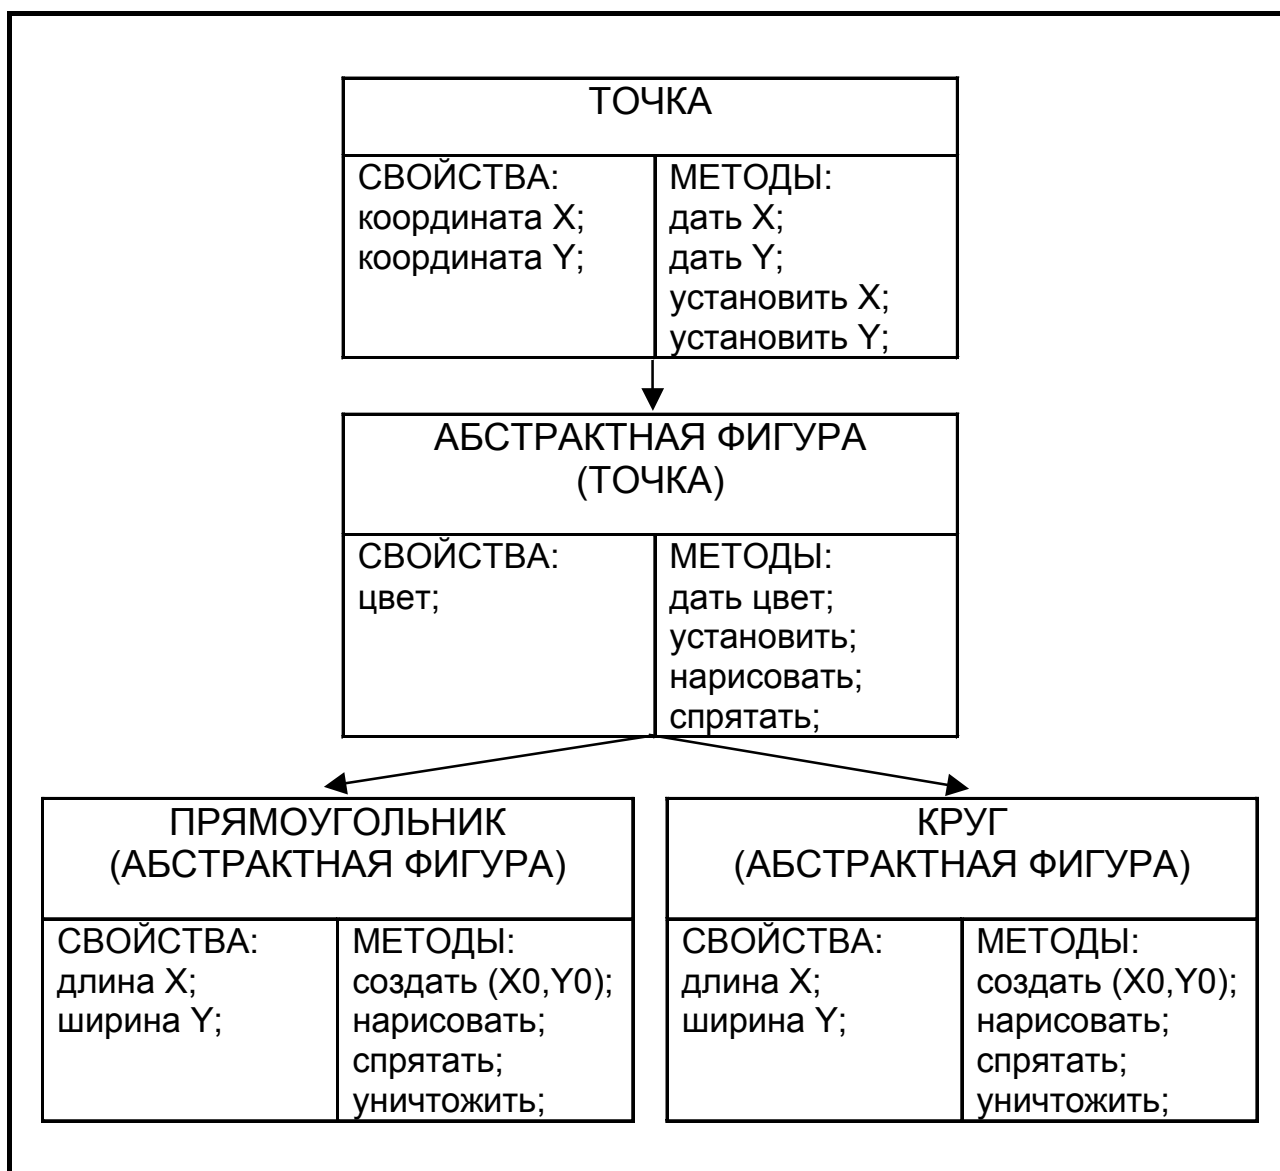 ТОЧКА
СВОЙСТВА:
координата X;
координата Y;
МЕТОДЫ:
дать X;
дать Y;
установить X;
установить Y;
АБСТРАКТНАЯ ФИГУРА
(ТОЧКА)
СВОЙСТВА:
цвет;
МЕТОДЫ:
дать цвет;
установить;
нарисовать;
спрятать;
ПРЯМОУГОЛЬНИК
(АБСТРАКТНАЯ ФИГУРА)
СВОЙСТВА:
длина X;
ширина Y;
МЕТОДЫ:
создать (X0,Y0);
нарисовать;
спрятать;
уничтожить;
КРУГ
(АБСТРАКТНАЯ ФИГУРА)
СВОЙСТВА:
длина X;
ширина Y;
МЕТОДЫ:
создать (X0,Y0);
нарисовать;
спрятать;
уничтожить;